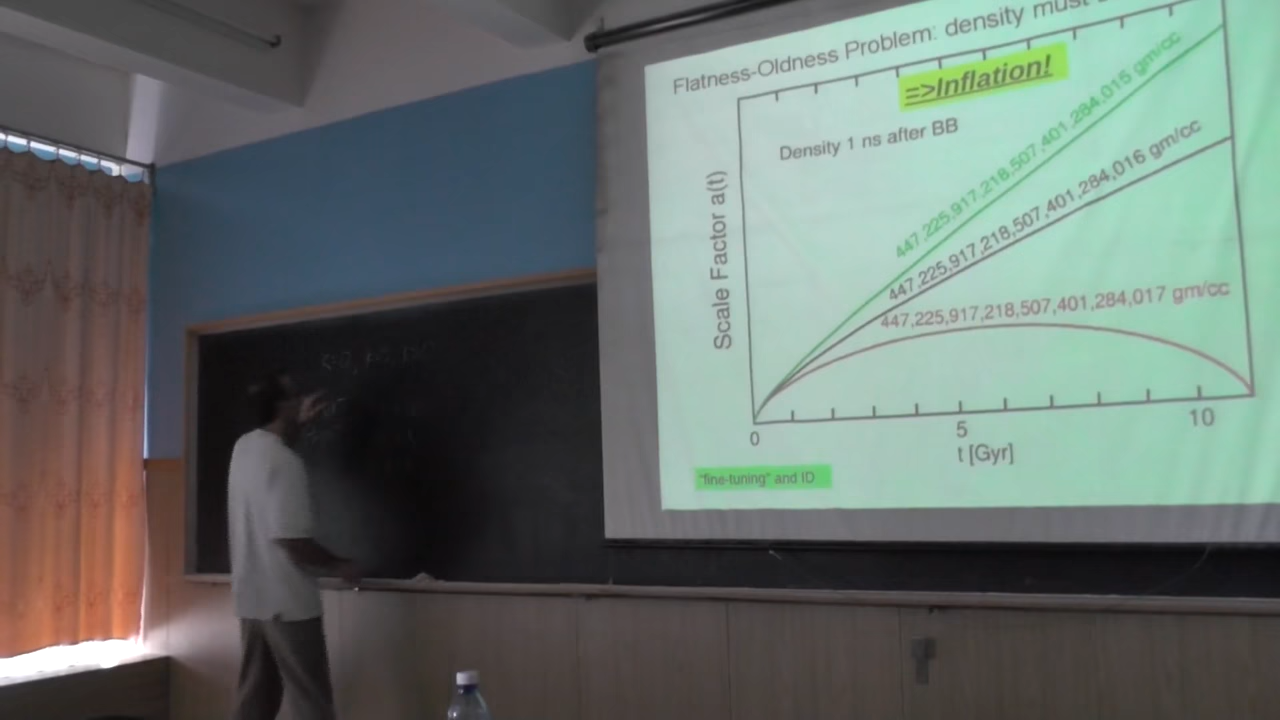 Flatness-Oldness Problem: density must
=>Inflation!
Density 1 ns after BB
447,225,917,218,507,401,284,015 gm/cc
447,225,917,218,507,401,284,016 gm/cc
447,225,917,218,507,401,284,017 gm/cc
Scale Factor a(t)
0
5
10
t [Gyr]
"fine-tuning" and ID